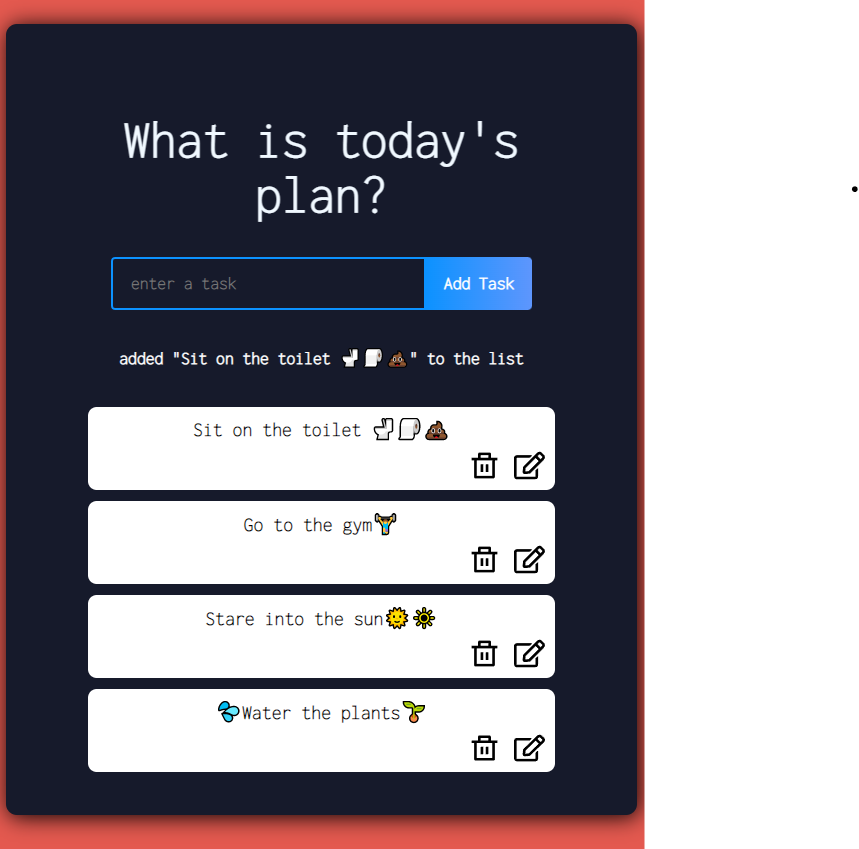 What is today's
plan?
enter a task
Add Task
added "Sit on the toilet 🚽🧻💩" to the list
Sit on the toilet 🚽🧻💩
Go to the gym🏋
Stare into the sun🌞☀
💦Water the plants🌱